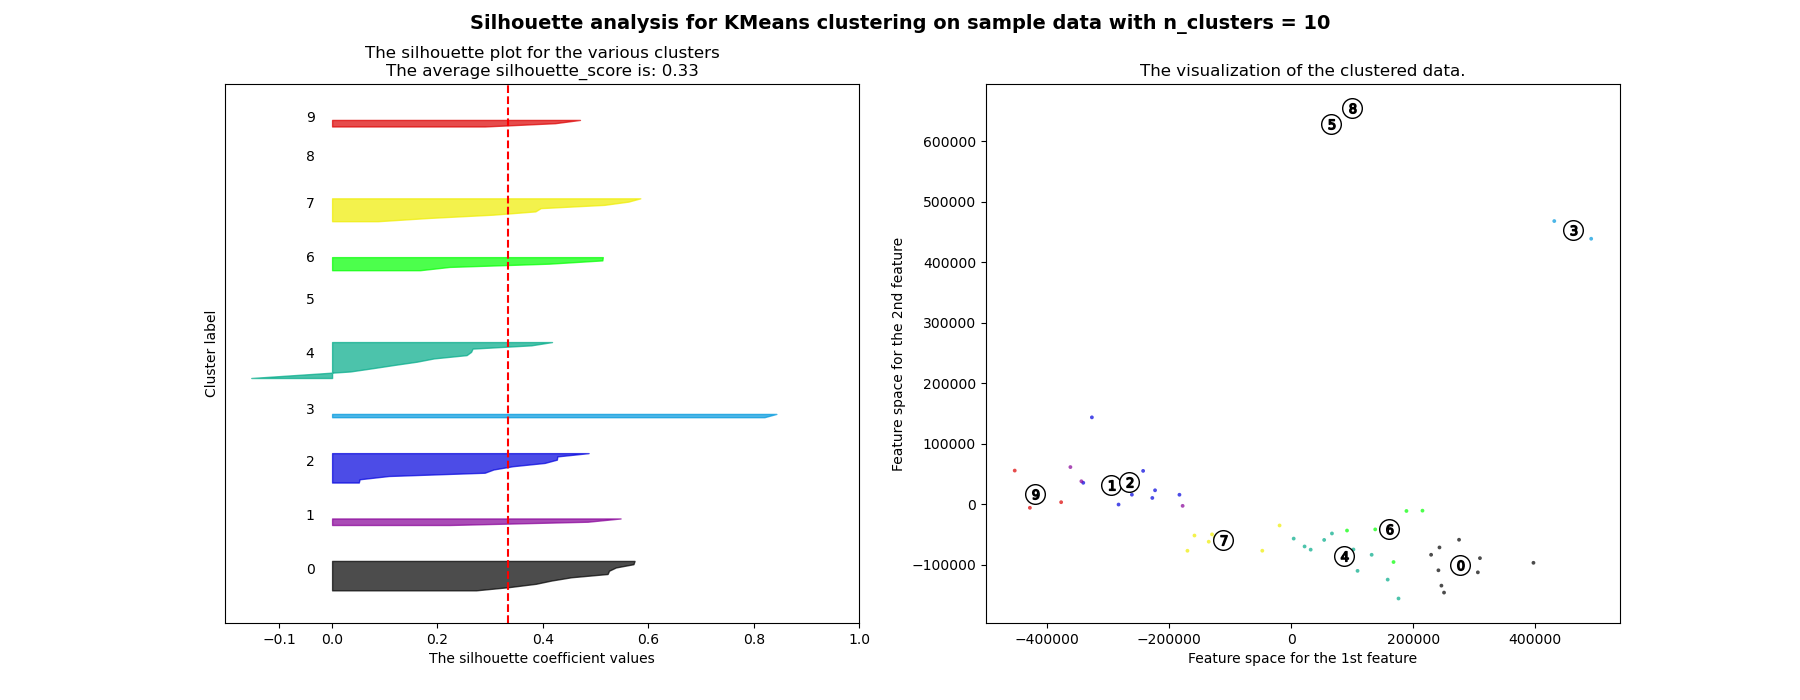 Silhouette analysis for KMeans clustering on sample data with n_clusters = 10
The silhouette plot for the various clusters
The average silhouette_score is: 0.33
Cluster label
9
8
7
6
5
4
3
2
1
0
−0.1 0.0 0.2 0.4 0.6 0.8 1.0
The silhouette coefficient values
The visualization of the clustered data.
Feature space for the 2nd feature
600000
500000
400000
300000
200000
100000
0
−100000
8
5
3
1 2
9
6
7
4
0
−400000 −200000 0 200000 400000
Feature space for the 1st feature